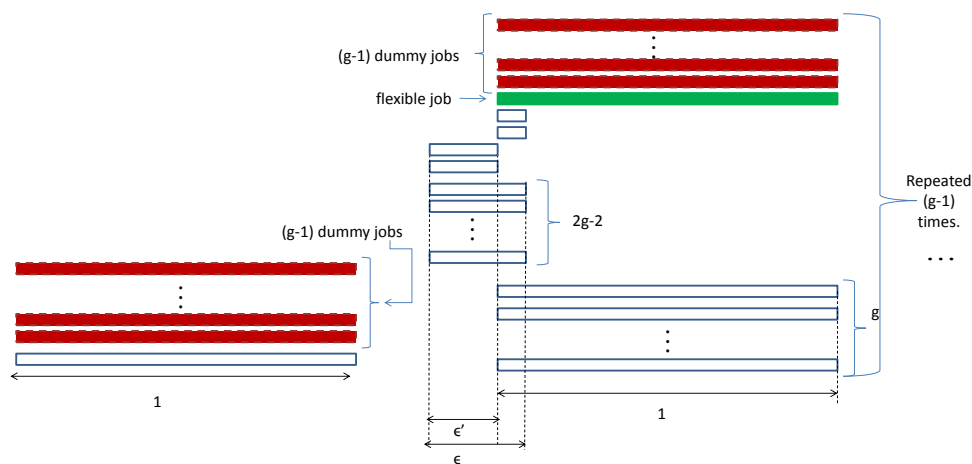 (g-1) dummy jobs
flexible job
Repeated
(g-1)
times.
...
2g-2
(g-1) dummy jobs
g
1
1
ϵ'
ϵ